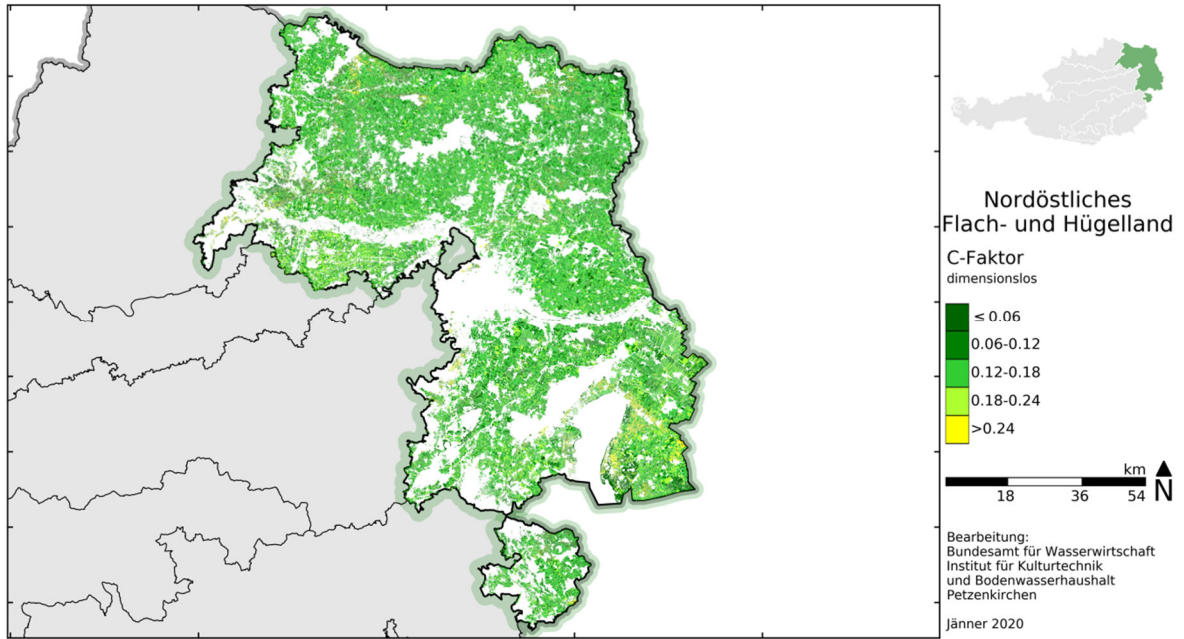 Nordöstliches
Flach- und Hügelland
C-Faktor
dimensionslos
≤ 0.06
0.06-0.12
0.12-0.18
0.18-0.24
>0.24
km
18 36 54 N
Bearbeitung:
Bundesamt für Wasserwirtschaft
Institut für Kulturtechnik
und Bodenwasserhaushalt
Petzenkirchen
Jänner 2020